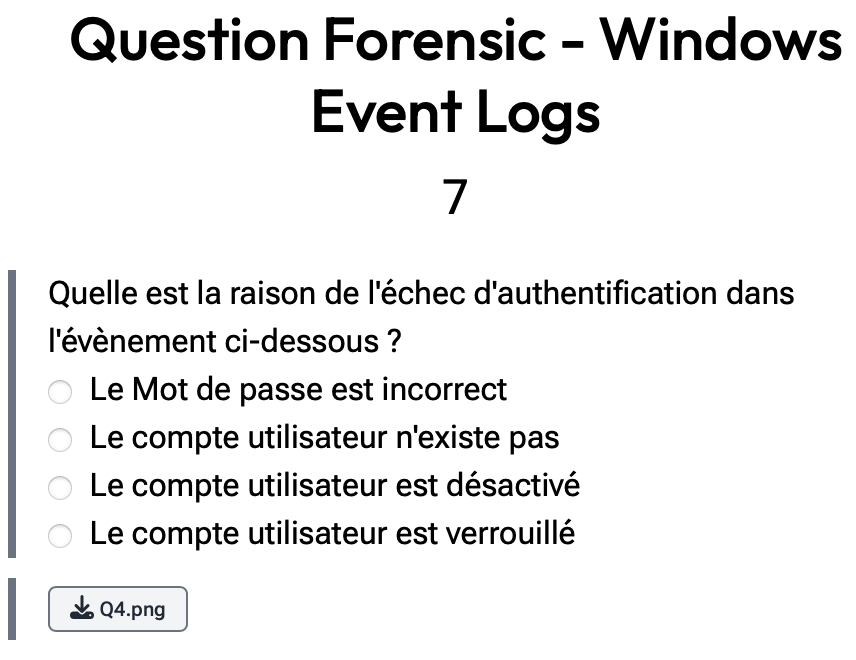 Question Forensic - Windows
Event Logs
7
Quelle est la raison de l'échec d'authentification dans
l'évènement ci-dessous ?
Le Mot de passe est incorrect
Le compte utilisateur n'existe pas
Le compte utilisateur est désactivé
Le compte utilisateur est verrouillé
Q4.png